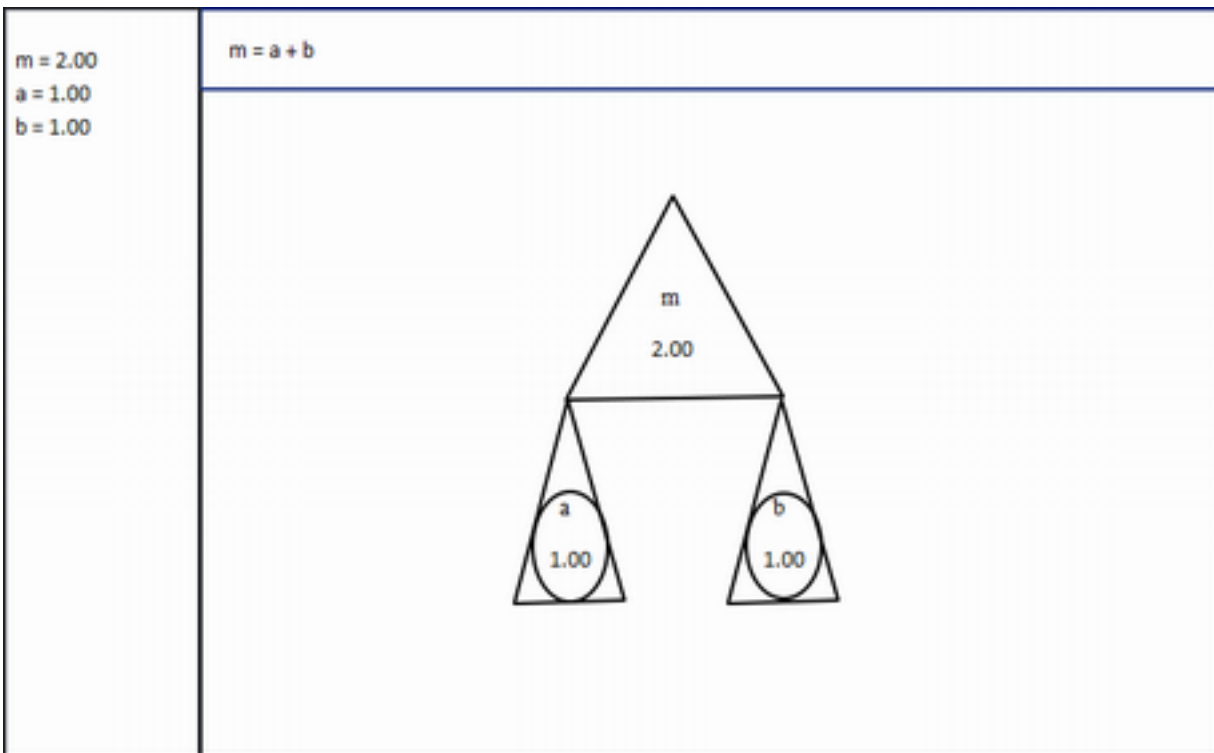 m = 2.00
a = 1.00
b = 1.00
m = a + b
m
2.00
a
1.00
b
1.00